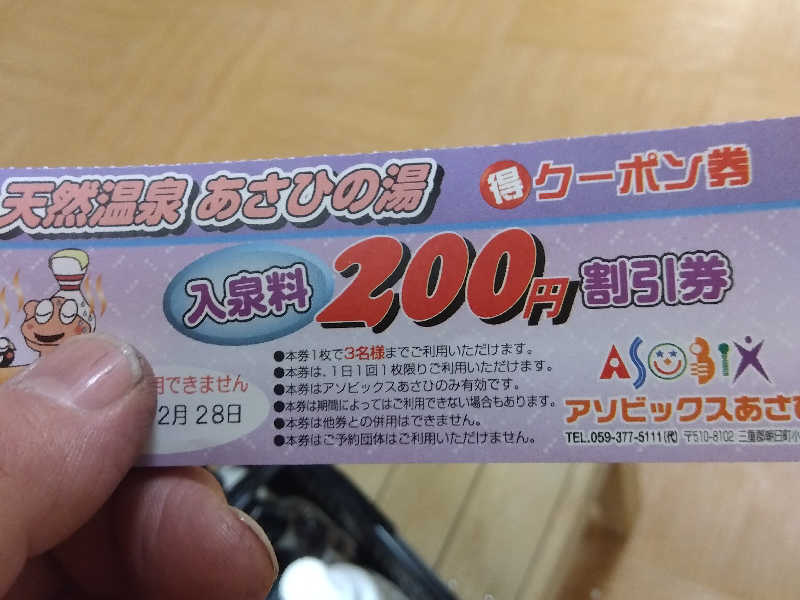 天然温泉 あさひの湯
得 クーポン券
入泉料 200円 割引券
●本券1枚で3名様までご利用いただけます。
●本券は、1日1回1枚限りご利用いただけます。
●本券はアソビックスあさひのみ有効です。
●本券は期間によってはご利用できない場合もあります。
●本券は他券との併用はできません。
●本券はご予約団体はご利用いただけません。
用できません
2月28日
ASOBIX
アソビックスあさひ
TEL.059-377-5111(代) 〒510-8102 三重郡朝日町小